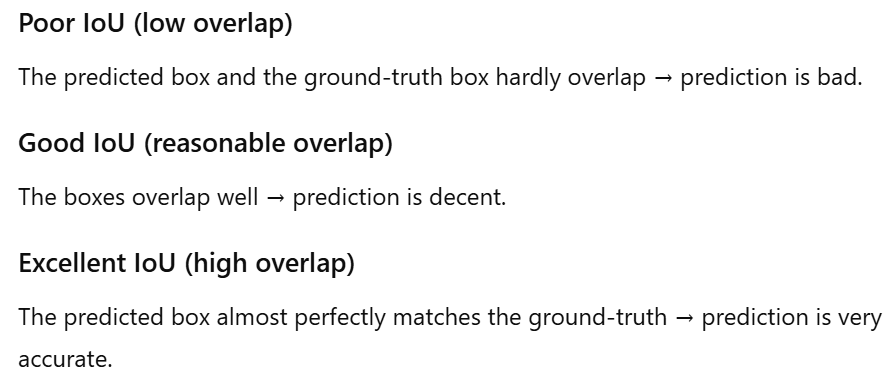 Poor IoU (low overlap)
The predicted box and the ground-truth box hardly overlap → prediction is bad.
Good IoU (reasonable overlap)
The boxes overlap well → prediction is decent.
Excellent IoU (high overlap)
The predicted box almost perfectly matches the ground-truth → prediction is very
accurate.